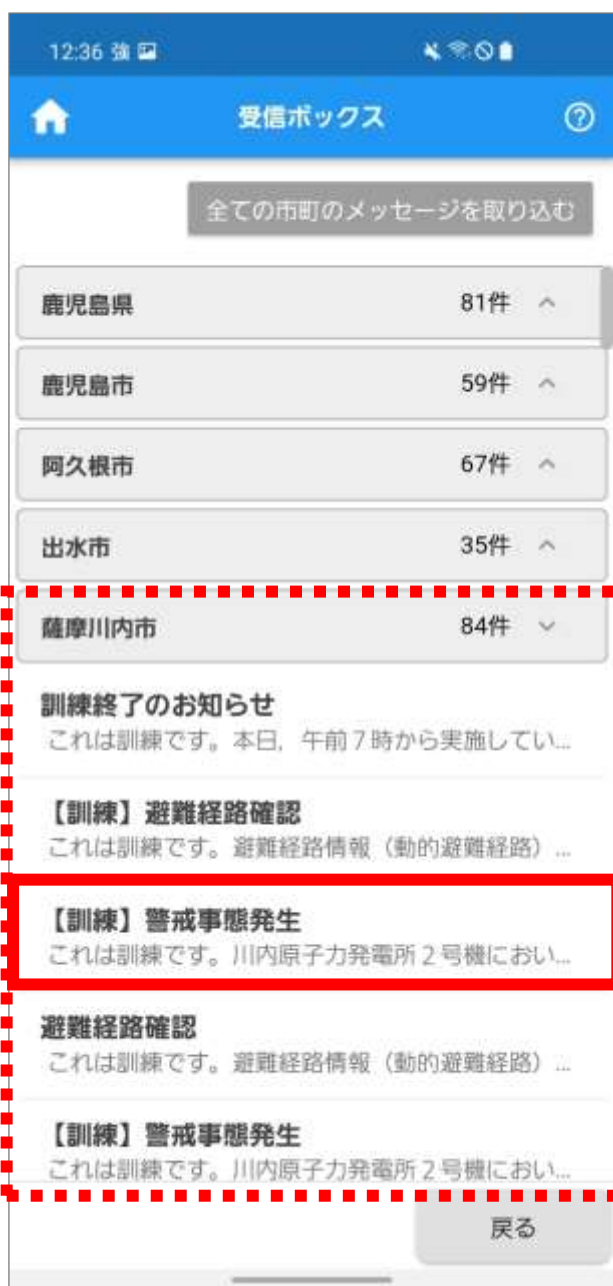 12:36 強
受信ボックス
全ての市町のメッセージを取り込む
鹿児島県 81件
鹿児島市 59件
阿久根市 67件
出水市 35件
薩摩川内市 84件
訓練終了のお知らせ
これは訓練です。本日，午前７時から実施してい...
【訓練】避難経路確認
これは訓練です。避難経路情報（動的避難経路）...
【訓練】警戒事態発生
これは訓練です。川内原子力発電所２号機におい...
避難経路確認
これは訓練です。避難経路情報（動的避難経路）...
【訓練】警戒事態発生
これは訓練です。川内原子力発電所２号機におい...
戻る